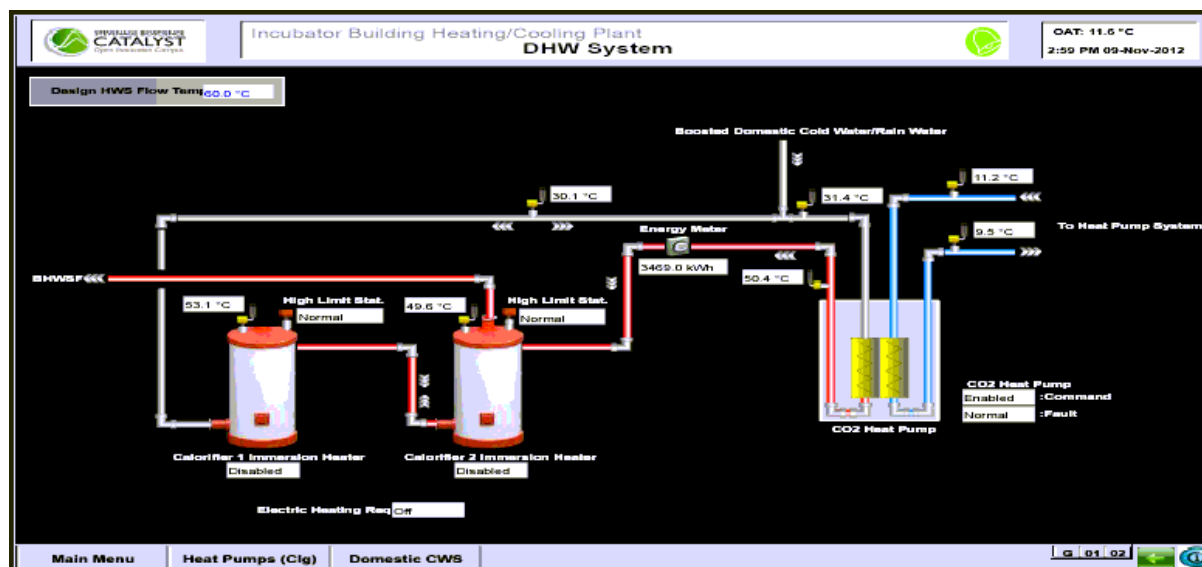 STEVENAGE BIOSCIENCE
CATALYST
Open Innovation Campus
Incubator Building Heating/Cooling Plant
DHW System
OAT: 11.6 °C
2:59 PM 09-Nov-2012
Design HWS Flow Temp
60.0 °C
Boosted Domestic Cold Water/Rain Water
11.2 °C
30.1 °C
31.4 °C
To Heat Pump System
Energy Meter
9.5 °C
3469.0 kWh
50.4 °C
53.1 °C
High Limit Stat.
Normal
49.6 °C
High Limit Stat.
Normal
CO2 Heat Pump
Enabled :Command
Normal :Fault
CO2 Heat Pump
Calorifier 1 Immersion Heater
Disabled
Calorifier 2 Immersion Heater
Disabled
Electric Heating Req
Off
Main Menu
Heat Pumps (Clg)
Domestic CWS
G 01 02